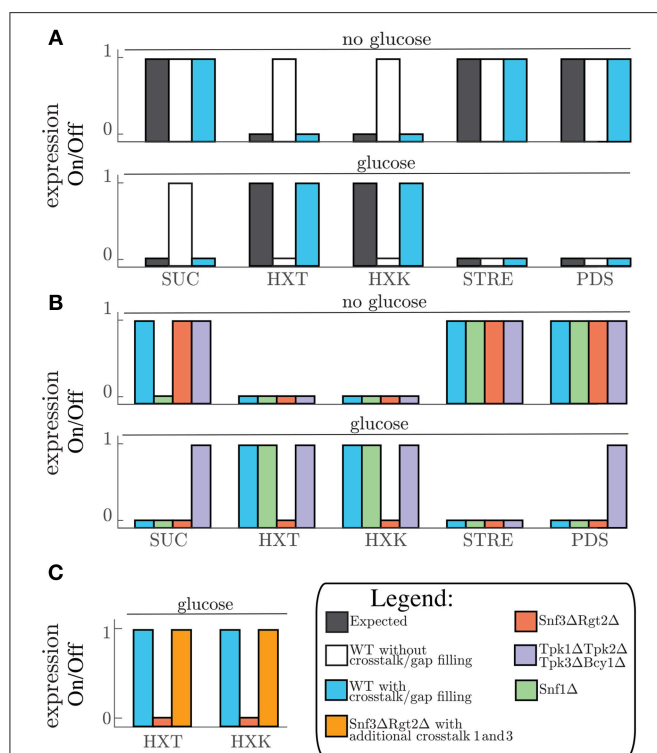 A
no glucose
1
0
expression
On/Off
glucose
1
0
SUC HXT HXK STRE PDS
B
no glucose
1
0
expression
On/Off
glucose
1
0
SUC HXT HXK STRE PDS
C
glucose
1
0
expression
On/Off
HXT HXK
Legend:
Expected
WT without
crosstalk/gap filling
WT with
crosstalk/gap filling
Snf3ΔRgt2Δ with
additional crosstalk 1and3
Snf3ΔRgt2Δ
Tpk1ΔTpk2Δ
Tpk3ΔBcy1Δ
Snf1Δ